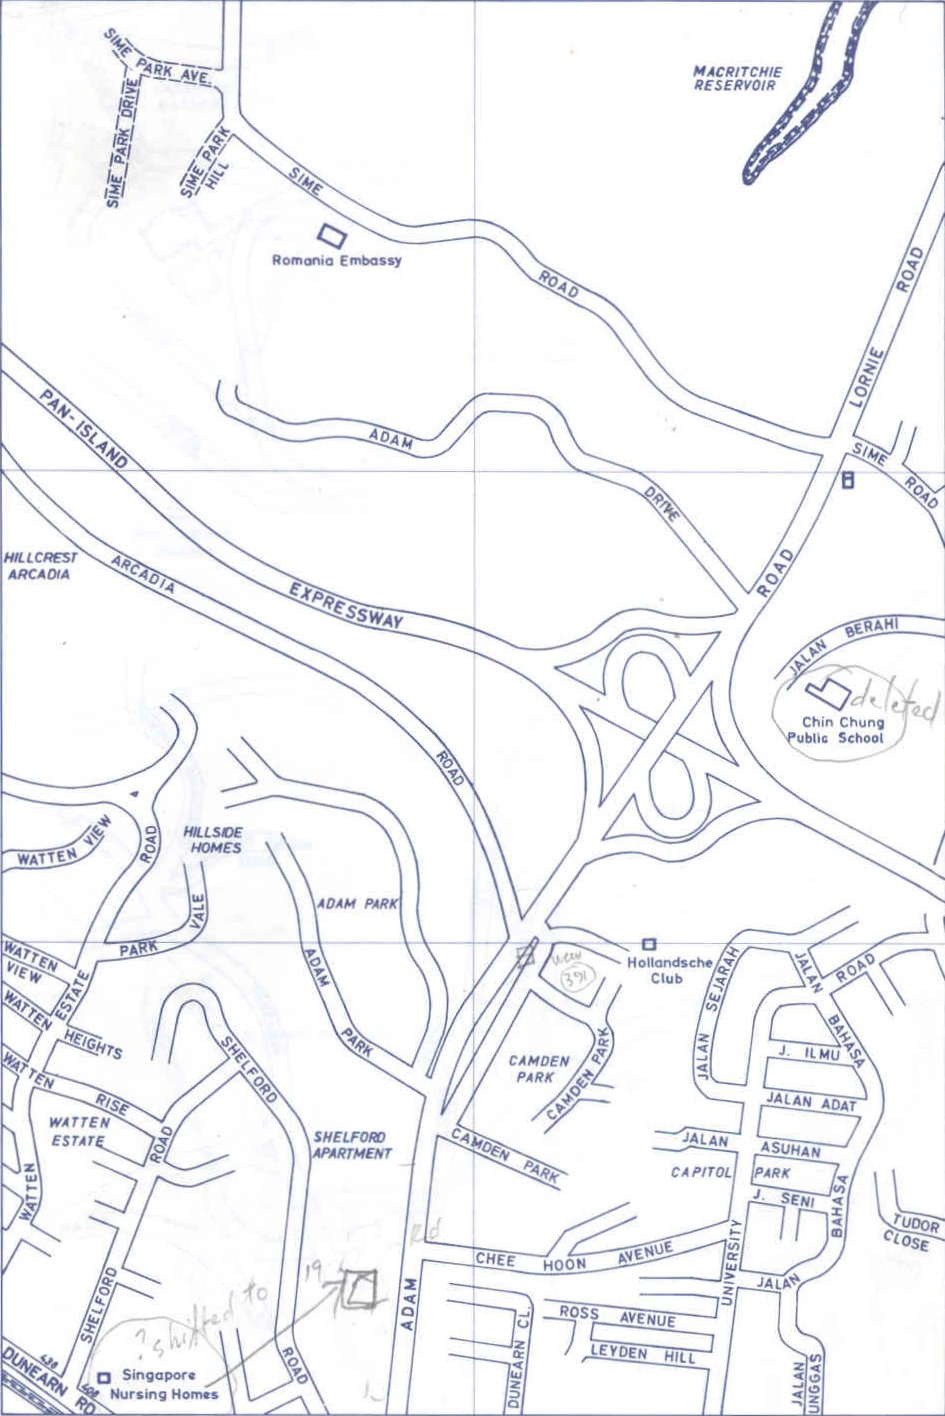 SIME
PARK AVE.
SIME PARK DRIVE
SIME PARK
HILL
SIME
ROAD
MACRITCHIE
RESERVOIR
Romania Embassy
LORNIE
ROAD
SIME
ROAD
PAN-ISLAND
EXPRESSWAY
ADAM
DRIVE
ROAD
HILLCREST
ARCADIA
ARCADIA
ROAD
JALAN BERAHI
deleted
Chin Chung
Public School
WATTEN VIEW
ROAD
ESTATE
HILLSIDE
HOMES
PARK
VALE
ADAM PARK
ADAM
PARK
WATTEN
VIEW
WATTEN
HEIGHTS
WATTEN
RISE
WATTEN
ESTATE
WATTEN
SHELFORD
ROAD
SHELFORD
ROAD
SHELFORD
APARTMENT
Hollandsche
Club
391
CAMDEN
PARK
CAMDEN PARK
CAMDEN PARK
JALAN SEJARAH
JALAN
BAHASA
ROAD
J. ILMU
JALAN ADAT
JALAN
ASUHAN
CAPITOL PARK
J. SENI
BAHASA
JALAN
UNIVERSITY
TUDOR
CLOSE
Rd
ADAM
CHEE HOON AVENUE
ROSS AVENUE
LEYDEN HILL
DUNEARN CL.
JALAN
UNGGAS
? shifted to
19
DUNEARN RD
438
408
Singapore
Nursing Homes